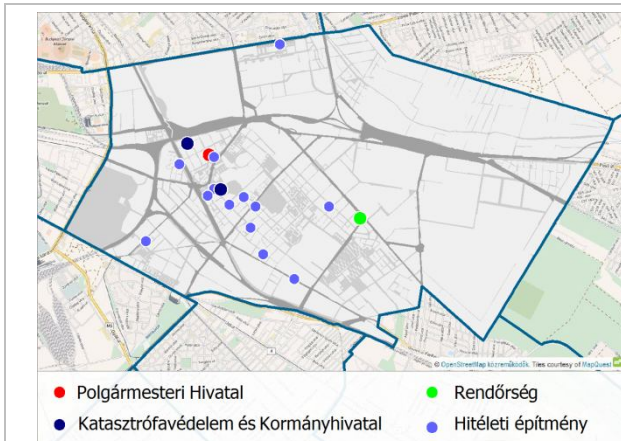 © OpenStreetMap közreműködők. Tiles courtesy of MapQuest
Polgármesteri Hivatal
Rendőrség
Katasztrófavédelem és Kormányhivatal
Hitéleti építmény